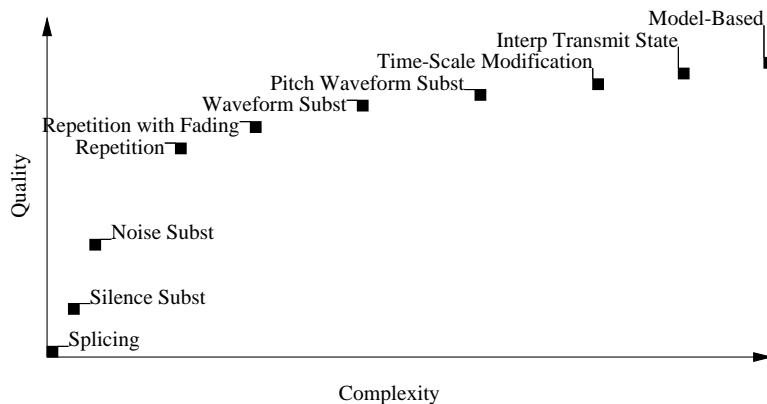 Model-Based
Interp Transmit State
Time-Scale Modification
Pitch Waveform Subst
Waveform Subst
Repetition with Fading
Repetition
Quality
Noise Subst
Silence Subst
Splicing
Complexity